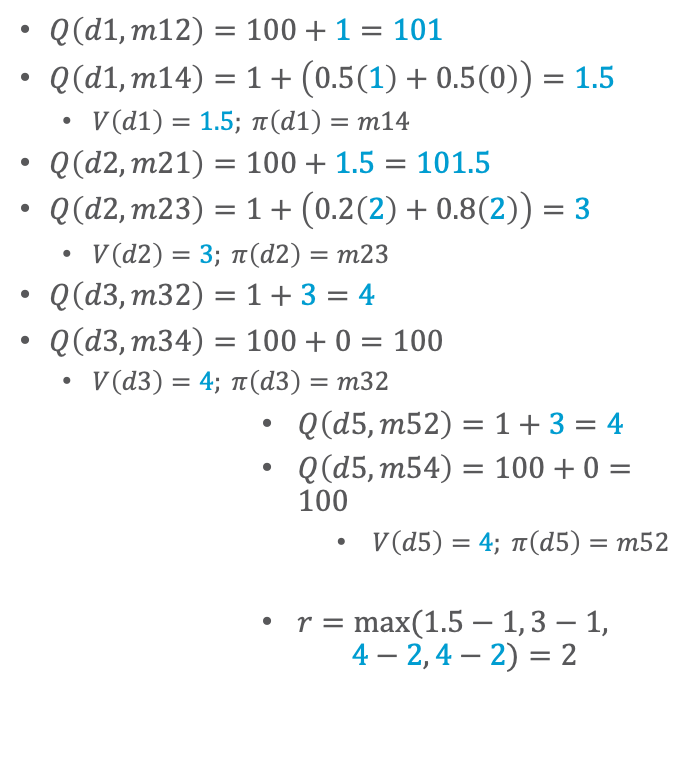 • Q(d1, m12) = 100 + 1 = 101
• Q(d1, m14) = 1 + (0.5(1) + 0.5(0)) = 1.5
• V(d1) = 1.5; π(d1) = m14
• Q(d2, m21) = 100 + 1.5 = 101.5
• Q(d2, m23) = 1 + (0.2(2) + 0.8(2)) = 3
• V(d2) = 3; π(d2) = m23
• Q(d3, m32) = 1 + 3 = 4
• Q(d3, m34) = 100 + 0 = 100
• V(d3) = 4; π(d3) = m32
• Q(d5, m52) = 1 + 3 = 4
• Q(d5, m54) = 100 + 0 =
100
• V(d5) = 4; π(d5) = m52
• r = max(1.5 − 1, 3 − 1,
4 − 2, 4 − 2) = 2